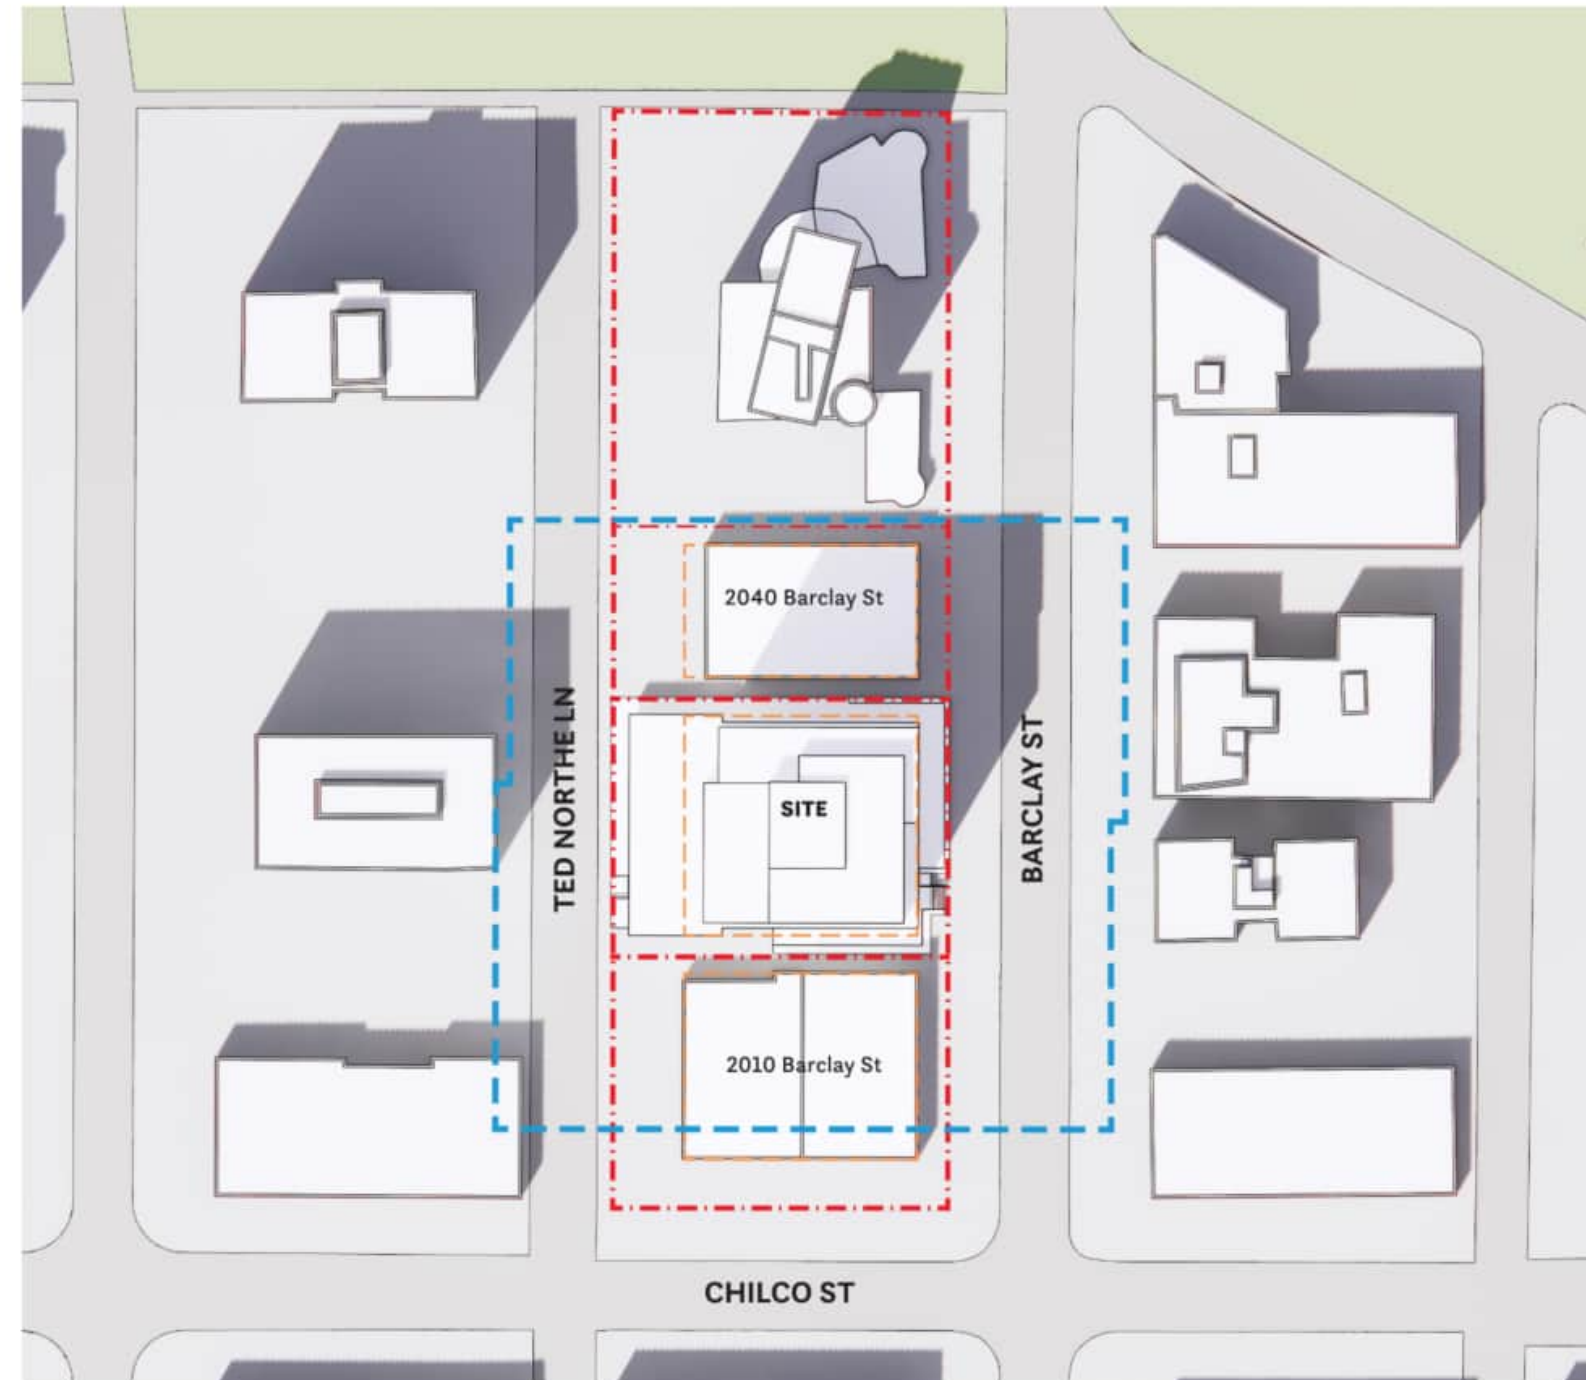 2040 Barclay St
TED NORTHE LN
SITE
BARCLAY ST
2010 Barclay St
CHILCO ST